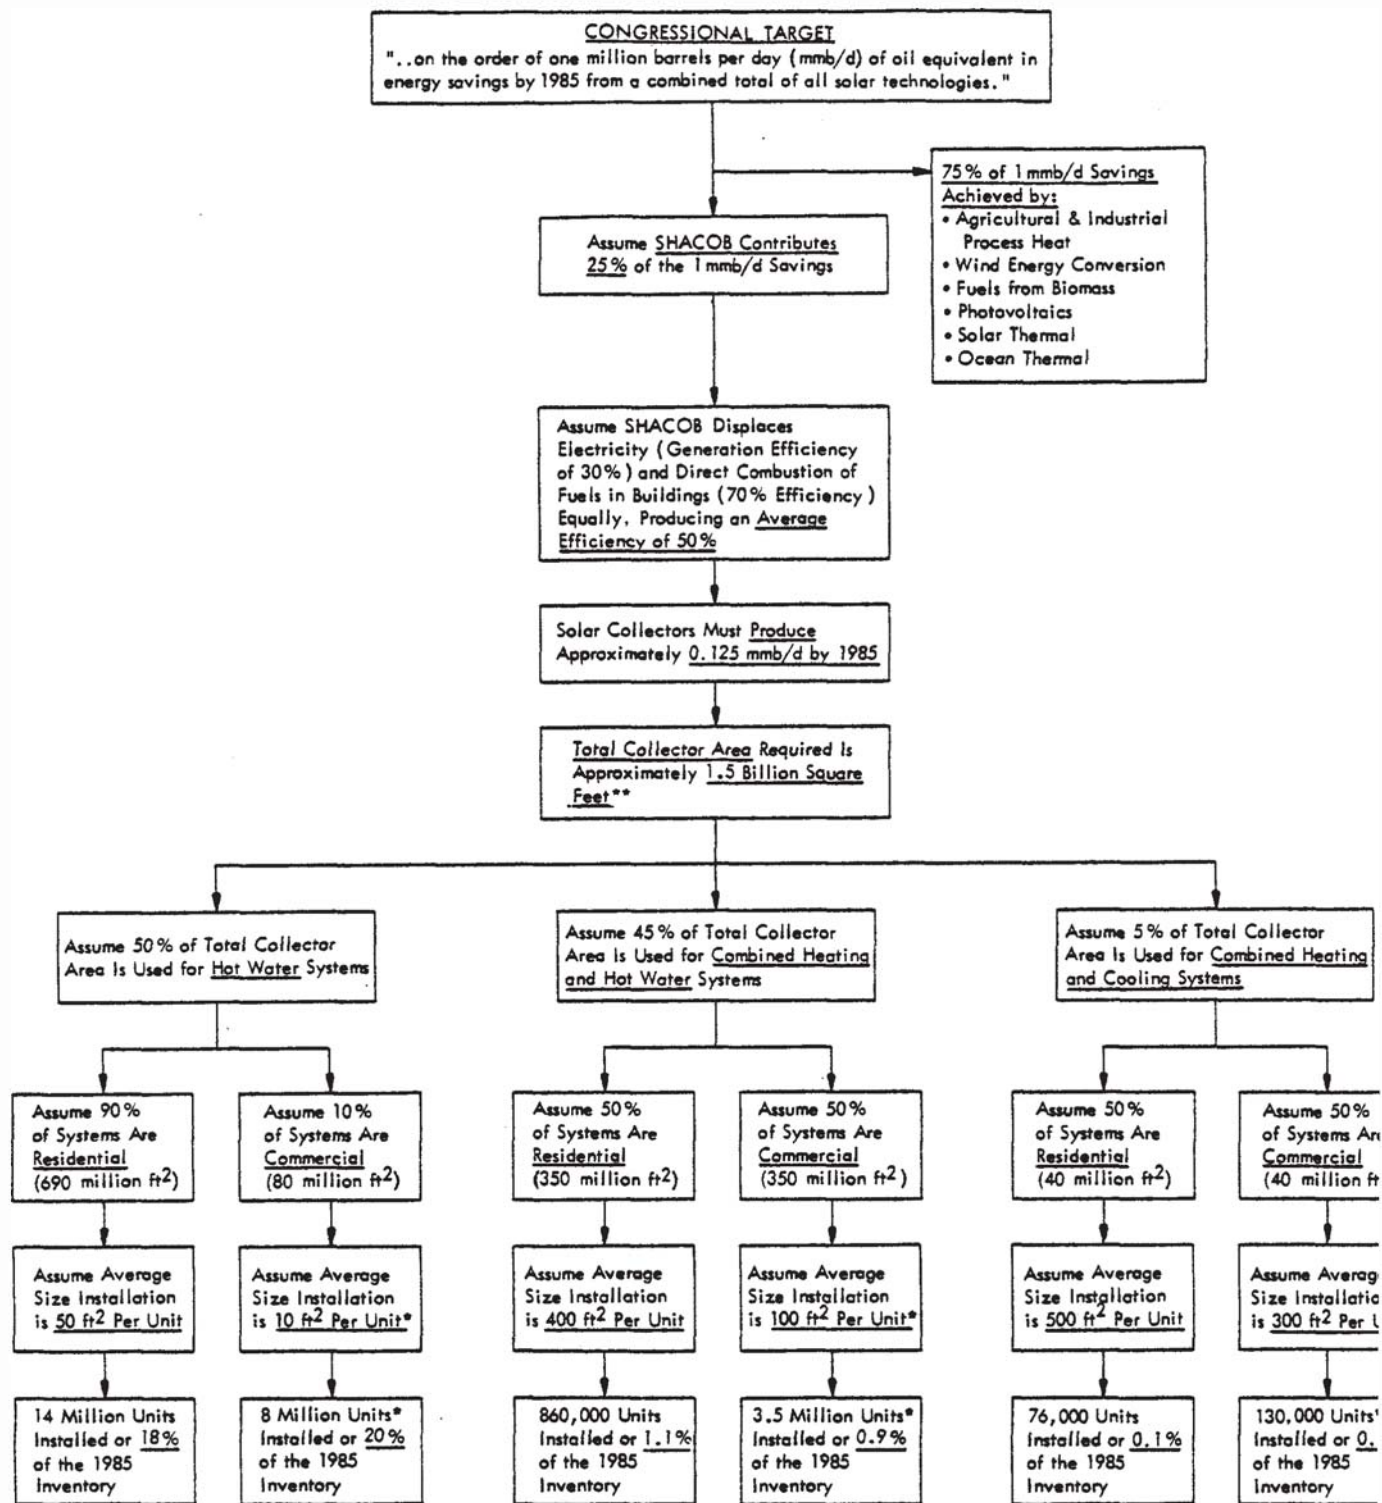 CONGRESSIONAL TARGET
"..on the order of one million barrels per day (mmb/d) of oil equivalent in
energy savings by 1985 from a combined total of all solar technologies."
75% of 1 mmb/d Savings
Achieved by:
• Agricultural & Industrial
Process Heat
• Wind Energy Conversion
• Fuels from Biomass
• Photovoltaics
• Solar Thermal
• Ocean Thermal
Assume SHACOB Contributes
25% of the 1 mmb/d Savings
Assume SHACOB Displaces
Electricity (Generation Efficiency
of 30%) and Direct Combustion of
Fuels in Buildings (70% Efficiency)
Equally, Producing an Average
Efficiency of 50%
Solar Collectors Must Produce
Approximately 0.125 mmb/d by 1985
Total Collector Area Required Is
Approximately 1.5 Billion Square
Feet**
Assume 50% of Total Collector
Area Is Used for Hot Water Systems
Assume 45% of Total Collector
Area Is Used for Combined Heating
and Hot Water Systems
Assume 5% of Total Collector
Area Is Used for Combined Heating
and Cooling Systems
Assume 90%
of Systems Are
Residential
(690 million ft²)
Assume 10%
of Systems Are
Commercial
(80 million ft²)
Assume 50%
of Systems Are
Residential
(350 million ft²)
Assume 50%
of Systems Are
Commercial
(350 million ft²)
Assume 50%
of Systems Are
Residential
(40 million ft²)
Assume 50%
of Systems
Commercial
(40 million
Assume Average
Size Installation
is 50 ft² Per Unit
Assume Average
Size Installation
is 10 ft² Per Unit*
Assume Average
Size Installation
is 400 ft² Per Unit
Assume Average
Size Installation
is 100 ft² Per Unit*
Assume Average
Size Installation
is 500 ft² Per Unit
Assume
Size
is 300 ft² Per
14 Million Units
Installed or 18%
of the 1985
Inventory
8 Million Units*
Installed or 20%
of the 1985
Inventory
860,000 Units
Installed or 1.1%
of the 1985
Inventory
3.5 Million Units*
Installed or 0.9%
of the 1985
Inventory
76,000 Units
Installed or 0.1%
of the 1985
Inventory
130,000 Units
Installed or
of the 1985
Inventory